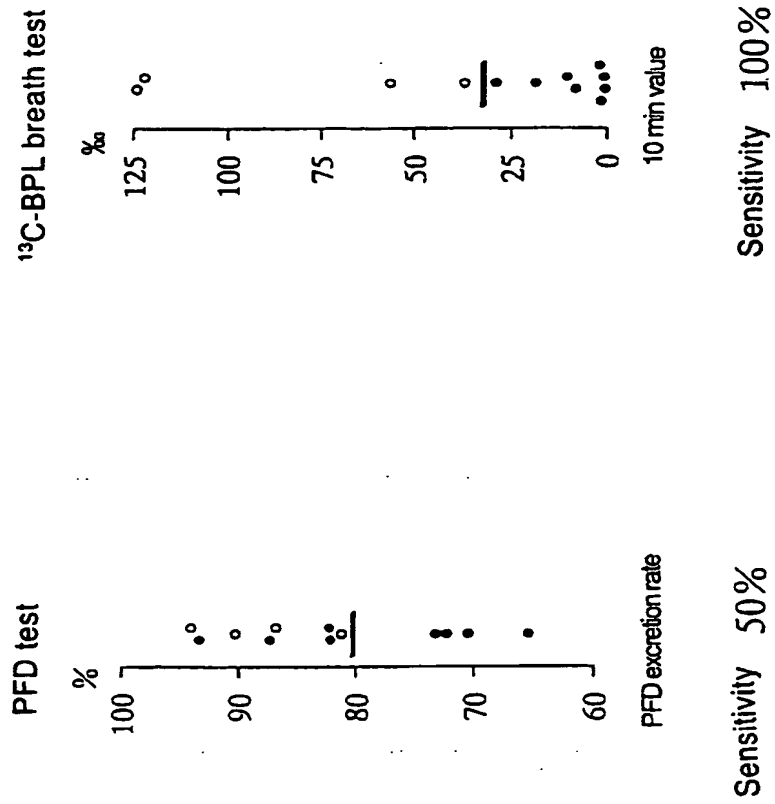 PFD test
%
100
90
80
70
60
PFD excretion rate
Sensitivity 50%
¹³C-BPL breath test
‰
125
100
75
50
25
0
10 min value
Sensitivity 100%